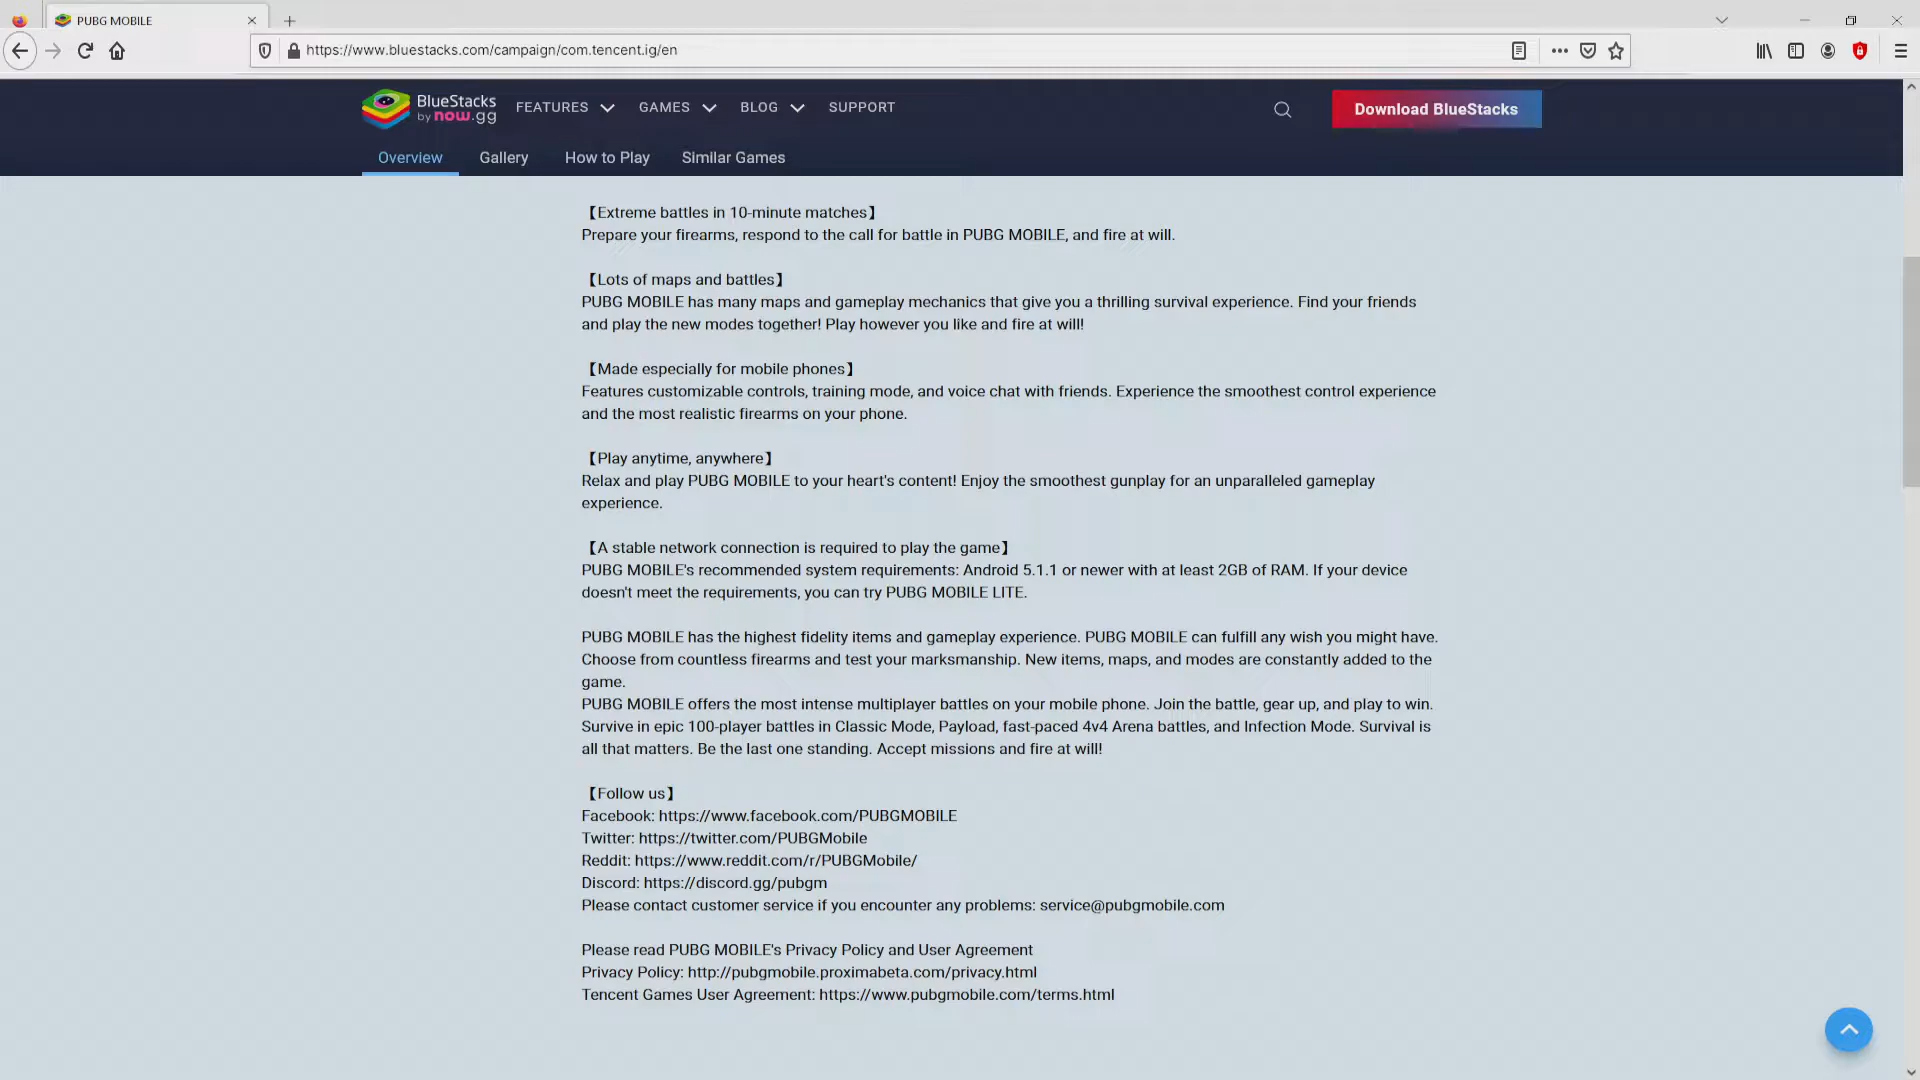 PUBG MOBILE
https://www.bluestacks.com/campaign/com.tencent.ig/en
BlueStacks
by now.gg
FEATURES
GAMES
BLOG
SUPPORT
Download BlueStacks
Overview
Gallery
How to Play
Similar Games
【Extreme battles in 10-minute matches】
Prepare your firearms, respond to the call for battle in PUBG MOBILE, and fire at will.
【Lots of maps and battles】
PUBG MOBILE has many maps and gameplay mechanics that give you a thrilling survival experience. Find your friends
and play the new modes together! Play however you like and fire at will!
【Made especially for mobile phones】
Features customizable controls, training mode, and voice chat with friends. Experience the smoothest control experience
and the most realistic firearms on your phone.
【Play anytime, anywhere】
Relax and play PUBG MOBILE to your heart's content! Enjoy the smoothest gunplay for an unparalleled gameplay
experience.
【A stable network connection is required to play the game】
PUBG MOBILE's recommended system requirements: Android 5.1.1 or newer with at least 2GB of RAM. If your device
doesn't meet the requirements, you can try PUBG MOBILE LITE.
PUBG MOBILE has the highest fidelity items and gameplay experience. PUBG MOBILE can fulfill any wish you might have.
Choose from countless firearms and test your marksmanship. New items, maps, and modes are constantly added to the
game.
PUBG MOBILE offers the most intense multiplayer battles on your mobile phone. Join the battle, gear up, and play to win.
Survive in epic 100-player battles in Classic Mode, Payload, fast-paced 4v4 Arena battles, and Infection Mode. Survival is
all that matters. Be the last one standing. Accept missions and fire at will!
【Follow us】
Facebook: https://www.facebook.com/PUBGMOBILE
Twitter: https://twitter.com/PUBGMobile
Reddit: https://www.reddit.com/r/PUBGMobile/
Discord: https://discord.gg/pubgm
Please contact customer service if you encounter any problems: service@pubgmobile.com
Please read PUBG MOBILE's Privacy Policy and User Agreement
Privacy Policy: http://pubgmobile.proximabeta.com/privacy.html
Tencent Games User Agreement: https://www.pubgmobile.com/terms.html